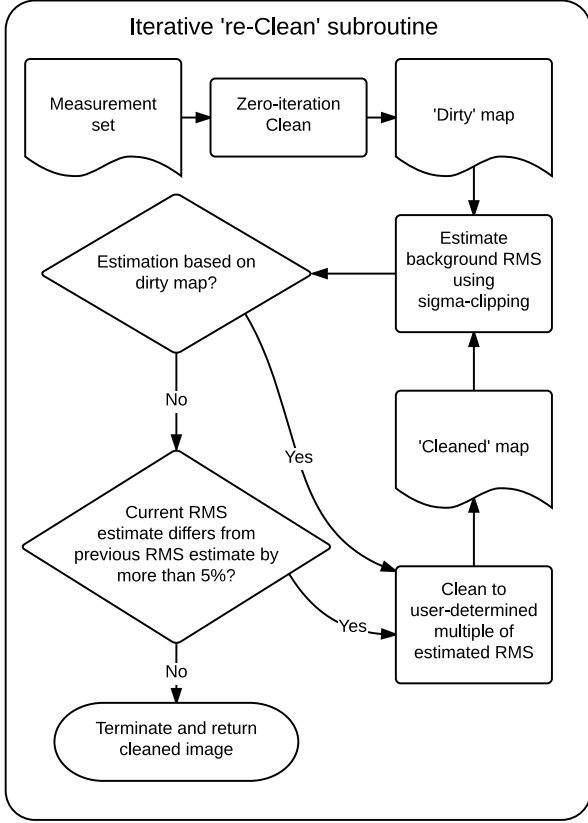 Iterative 're-Clean' subroutine
Measurement
set
Zero-iteration
Clean
'Dirty' map
Estimate
background RMS
using
sigma-clipping
Estimation based on
dirty map?
No
Yes
'Cleaned' map
Current RMS
estimate differs from
previous RMS estimate by
more than 5%?
Clean to
user-determined
multiple of
estimated RMS
Yes
No
Terminate and return
cleaned image